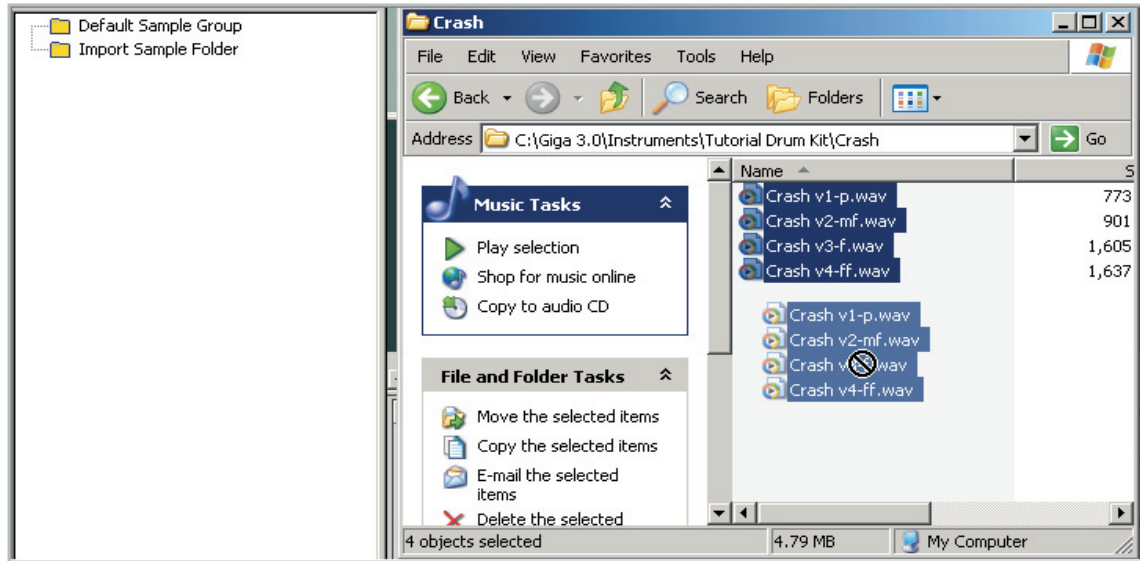 Default Sample Group
Import Sample Folder
Crash
File Edit View Favorites Tools Help
Back Search Folders
Address C:\Giga 3.0\Instruments\Tutorial Drum Kit\Crash Go
Name S
Crash v1-p.wav 773
Crash v2-mf.wav 901
Crash v3-f.wav 1,605
Crash v4-ff.wav 1,637
Music Tasks
Play selection
Shop for music online
Copy to audio CD
Crash v1-p.wav
Crash v2-mf.wav
Crash wav
Crash v4-ff.wav
File and Folder Tasks
Move the selected items
Copy the selected items
E-mail the selected
items
Delete the selected
4 objects selected 4.79 MB My Computer